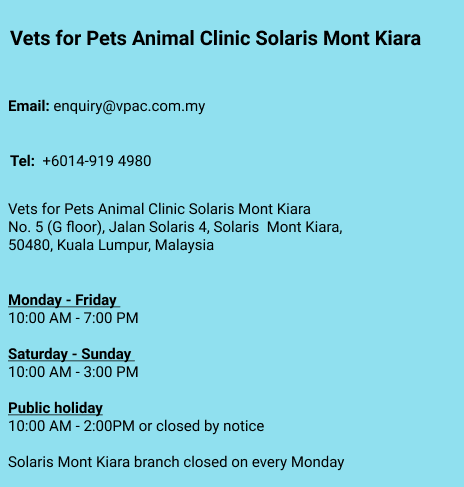 Vets for Pets Animal Clinic Solaris Mont Kiara
Email: enquiry@vpac.com.my
Tel: +6014-919 4980
Vets for Pets Animal Clinic Solaris Mont Kiara
No. 5 (G floor), Jalan Solaris 4, Solaris Mont Kiara,
50480, Kuala Lumpur, Malaysia
Monday - Friday
10:00 AM - 7:00 PM
Saturday - Sunday
10:00 AM - 3:00 PM
Public holiday
10:00 AM - 2:00PM or closed by notice
Solaris Mont Kiara branch closed on every Monday